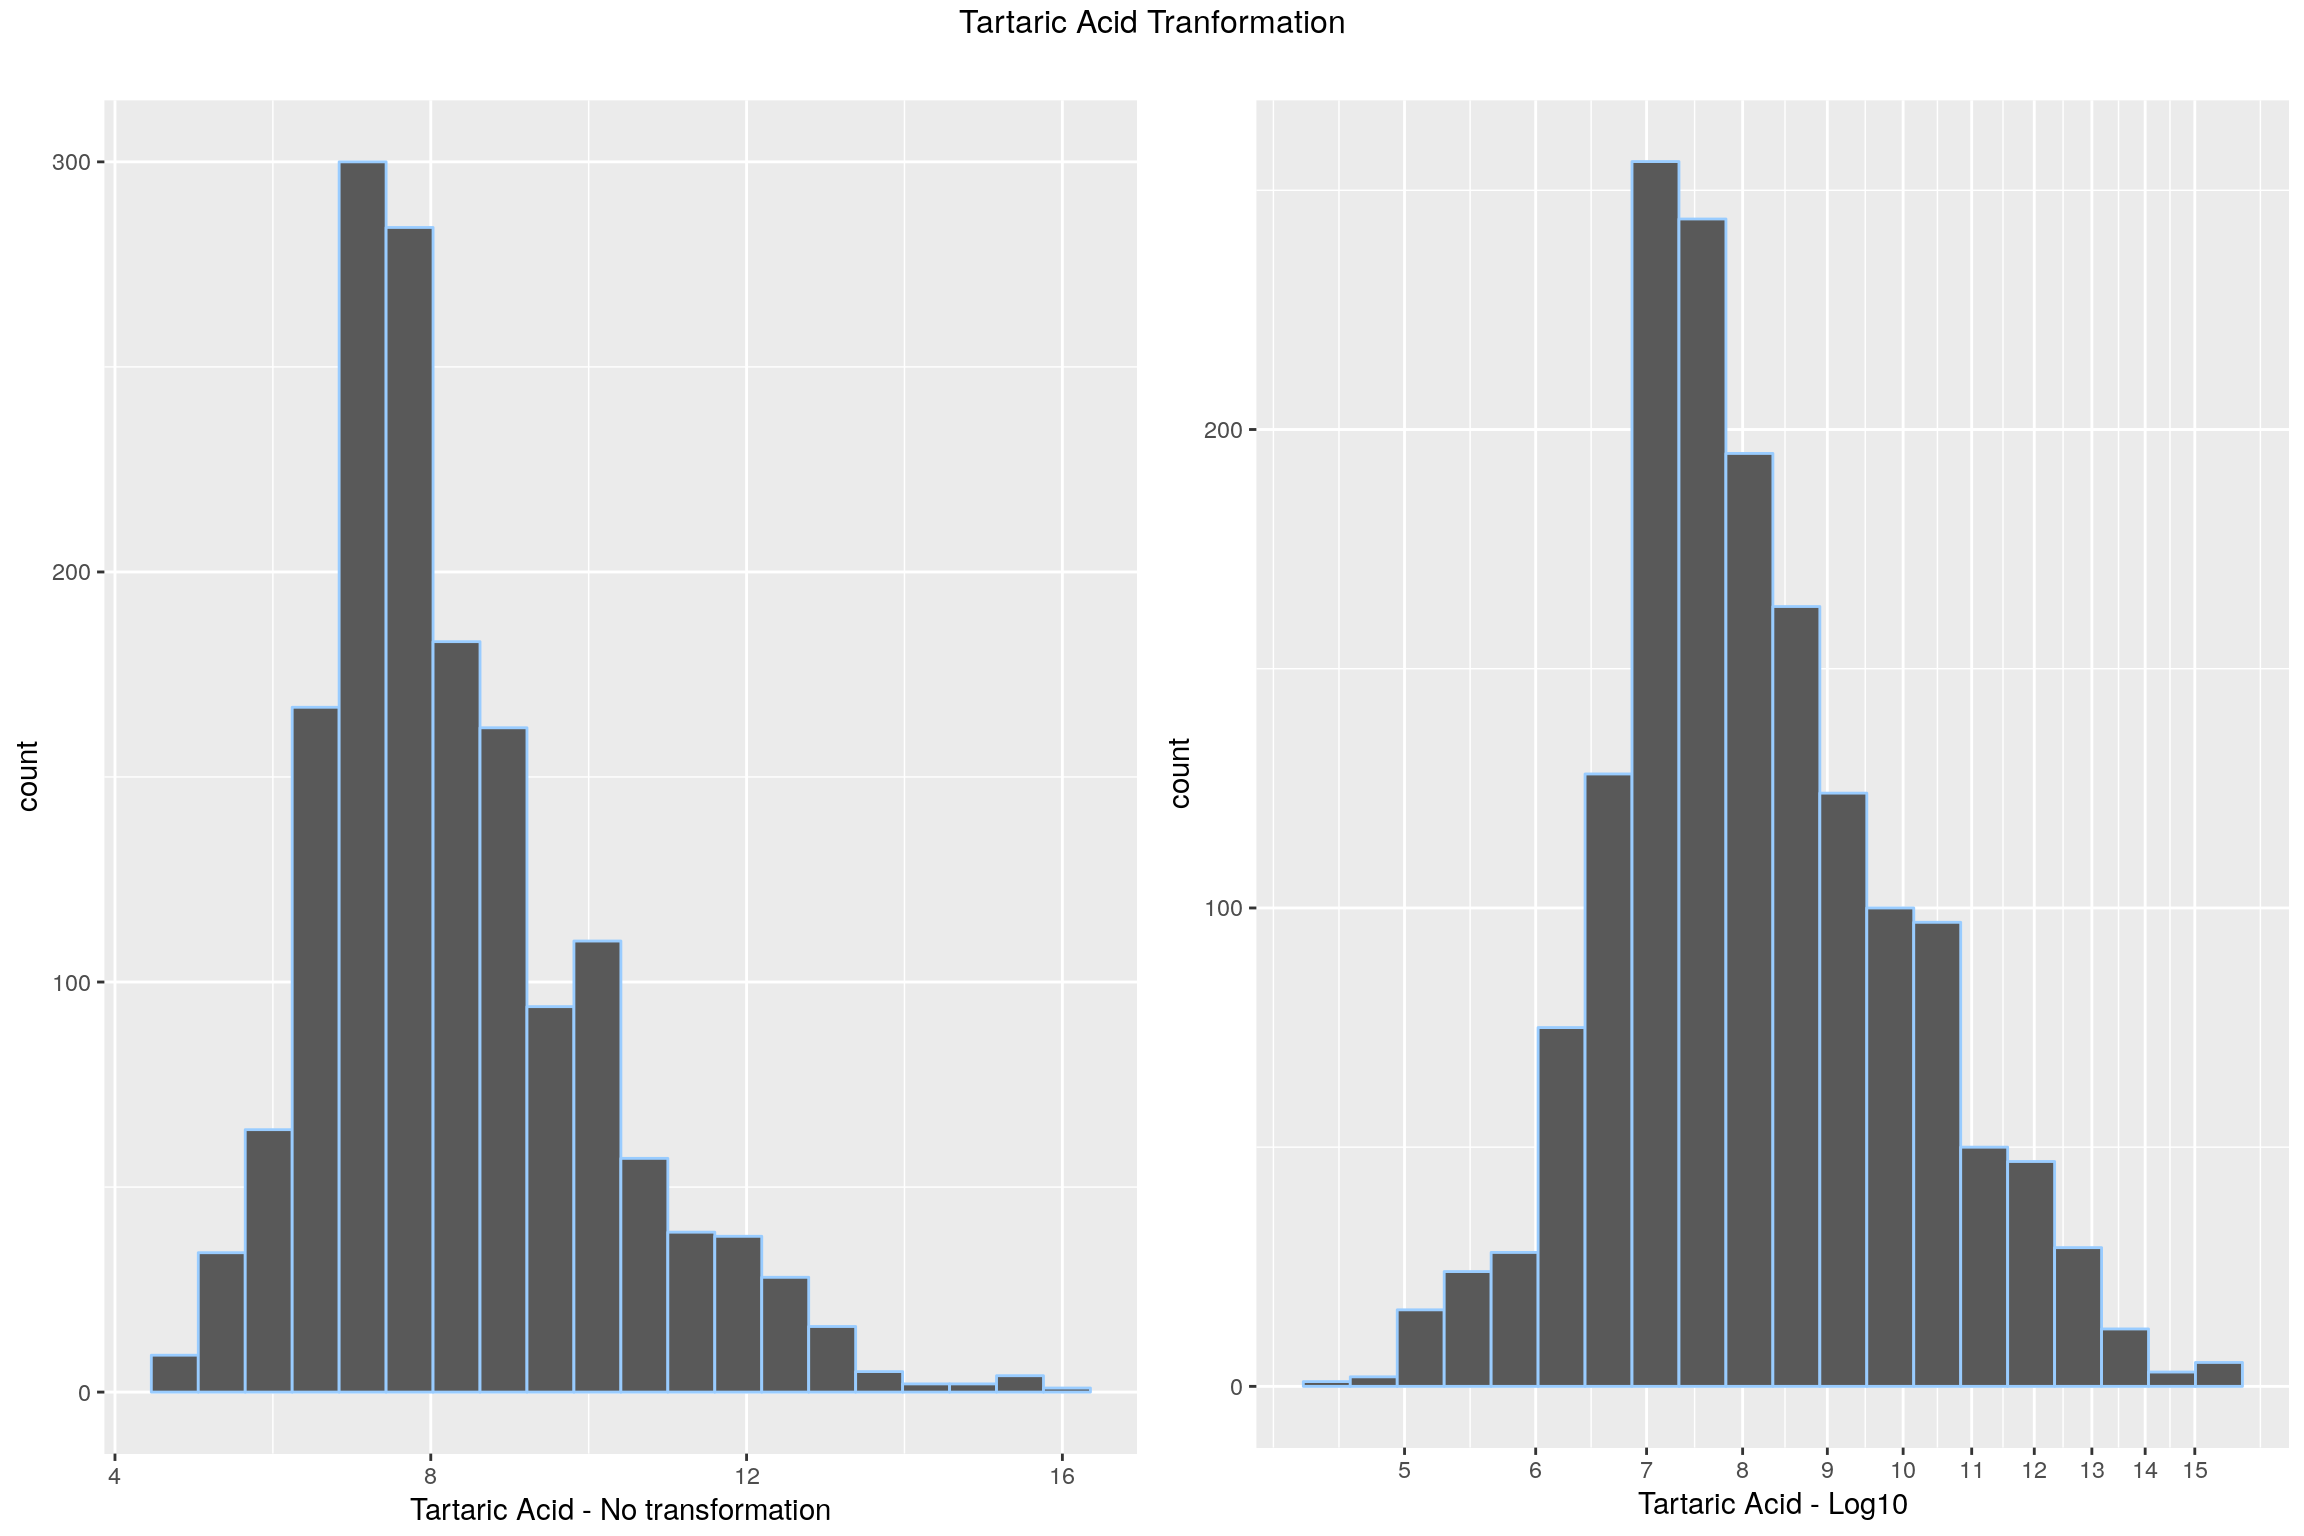 Tartaric Acid Tranformation
300
200
100
0
count
4 8 12 16
Tartaric Acid - No transformation
200
100
0
count
5 6 7 8 9 10 11 12 13 14 15
Tartaric Acid - Log10